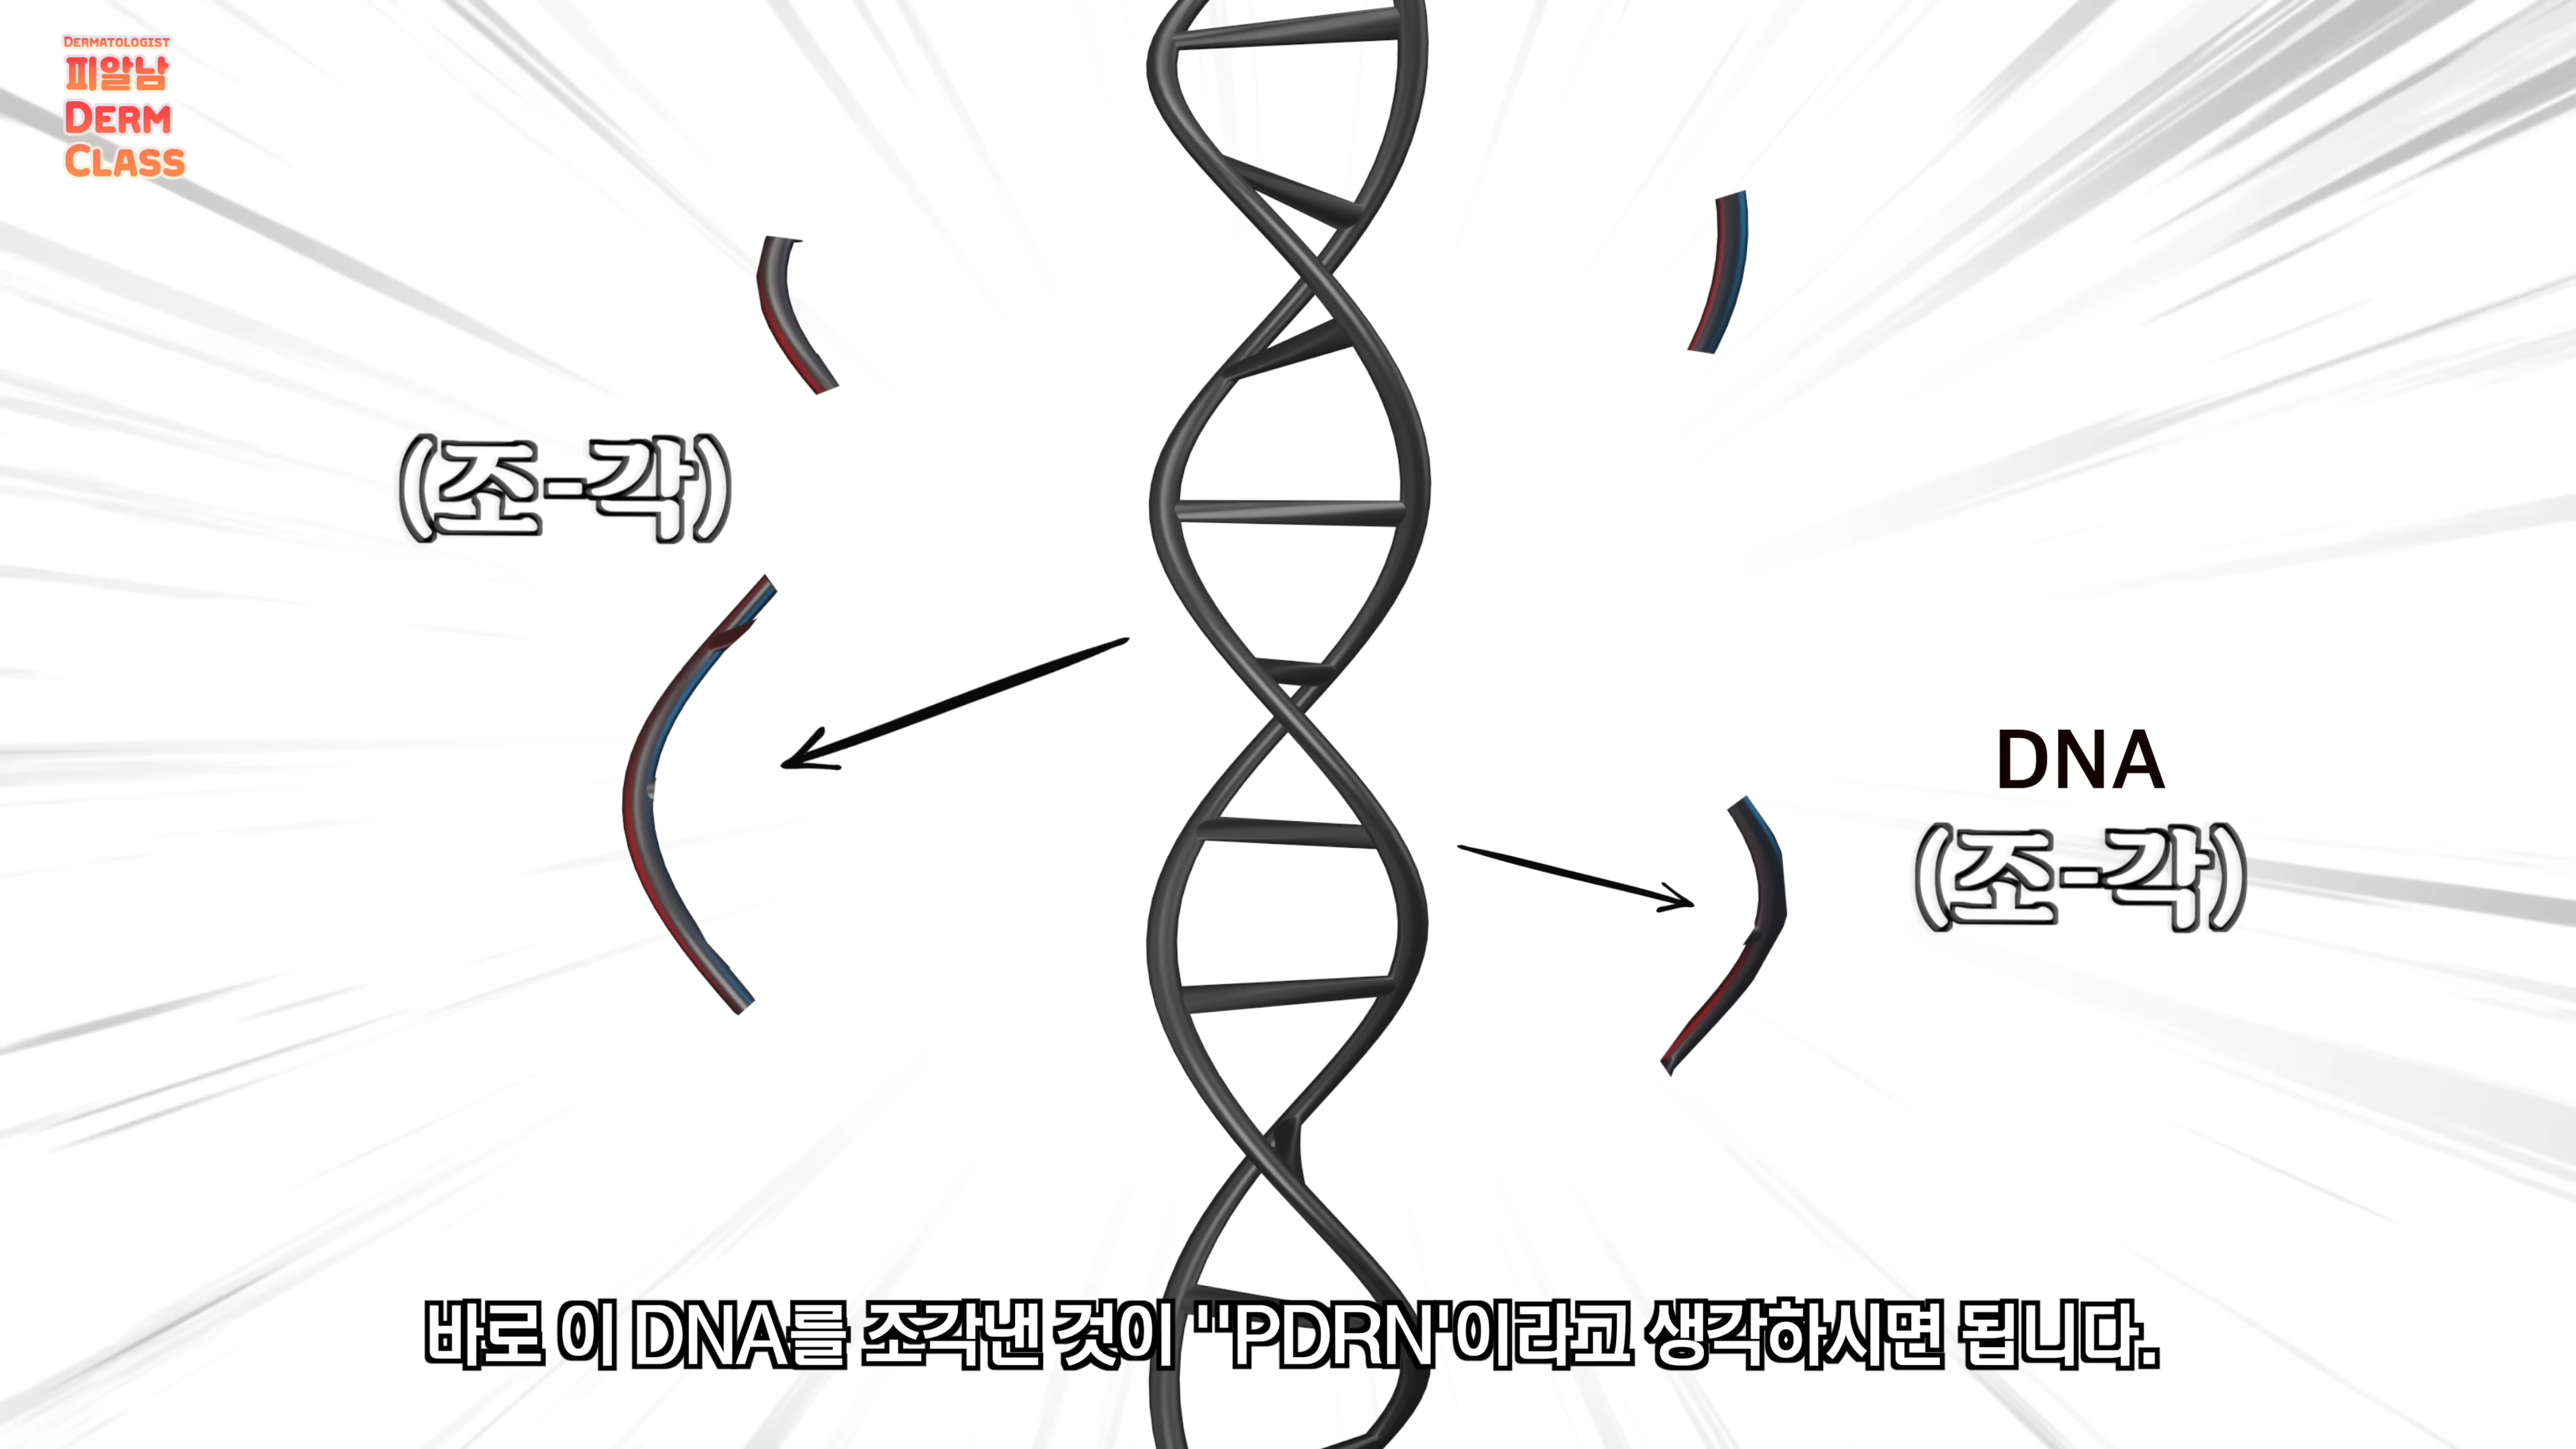 DERMATOLOGIST
피알남
DERM
CLASS
(조-각)
DNA
(조-각)
바로 이 DNA를 조각낸 것이 "PDRN'이라고 생각하시면 됩니다.